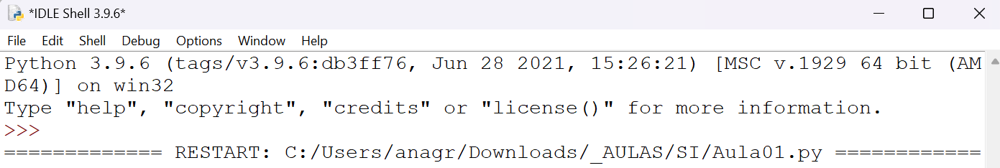 *IDLE Shell 3.9.6*
File Edit Shell Debug Options Window Help
Python 3.9.6 (tags/v3.9.6:db3ff76, Jun 28 2021, 15:26:21) [MSC v.1929 64 bit (AM
D64)] on win32
Type "help", "copyright", "credits" or "license()" for more information.
>>>
============= RESTART: C:/Users/anagr/Downloads/_AULAS/SI/Aula01.py ============